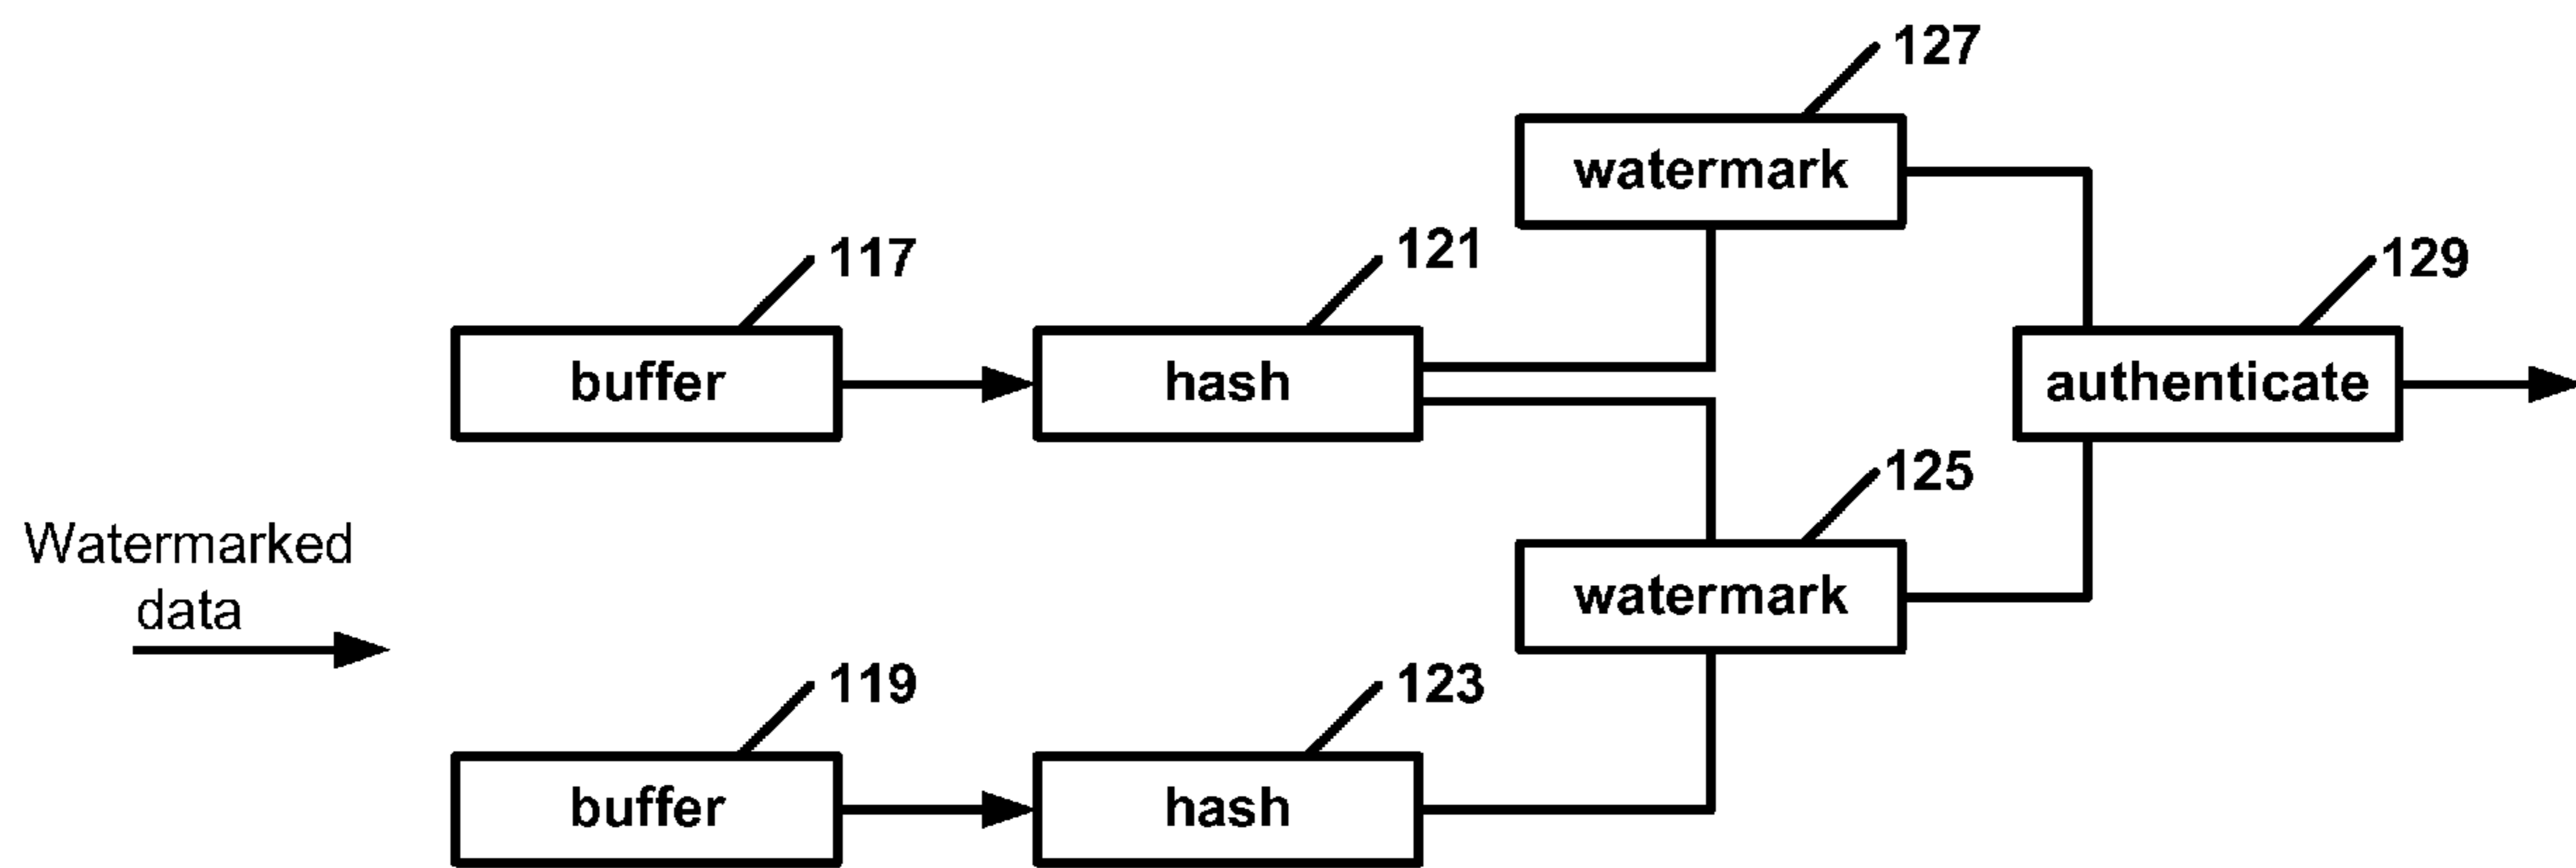 127
watermark
117
121
129
buffer
hash
authenticate
125
Watermarked
data
watermark
119
123
buffer
hash